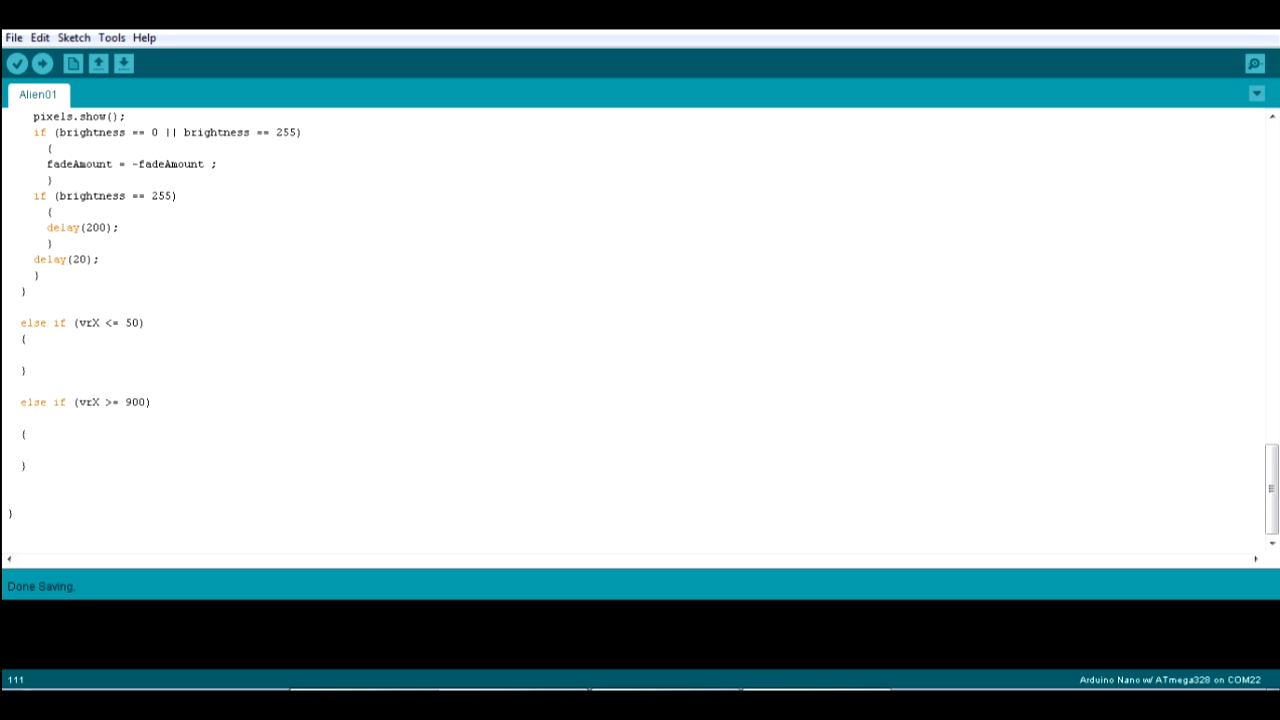 File Edit Sketch Tools Help
Alien01
pixels.show();
if (brightness == 0 || brightness == 255)
{
fadeAmount = -fadeAmount ;
}
if (brightness == 255)
{
delay(200);
}
delay(20);
}
}
else if (vrX <= 50)
{
}
else if (vrX >= 900)
{
}
}
Done Saving.
111
Arduino Nano w/ ATmega328 on COM22